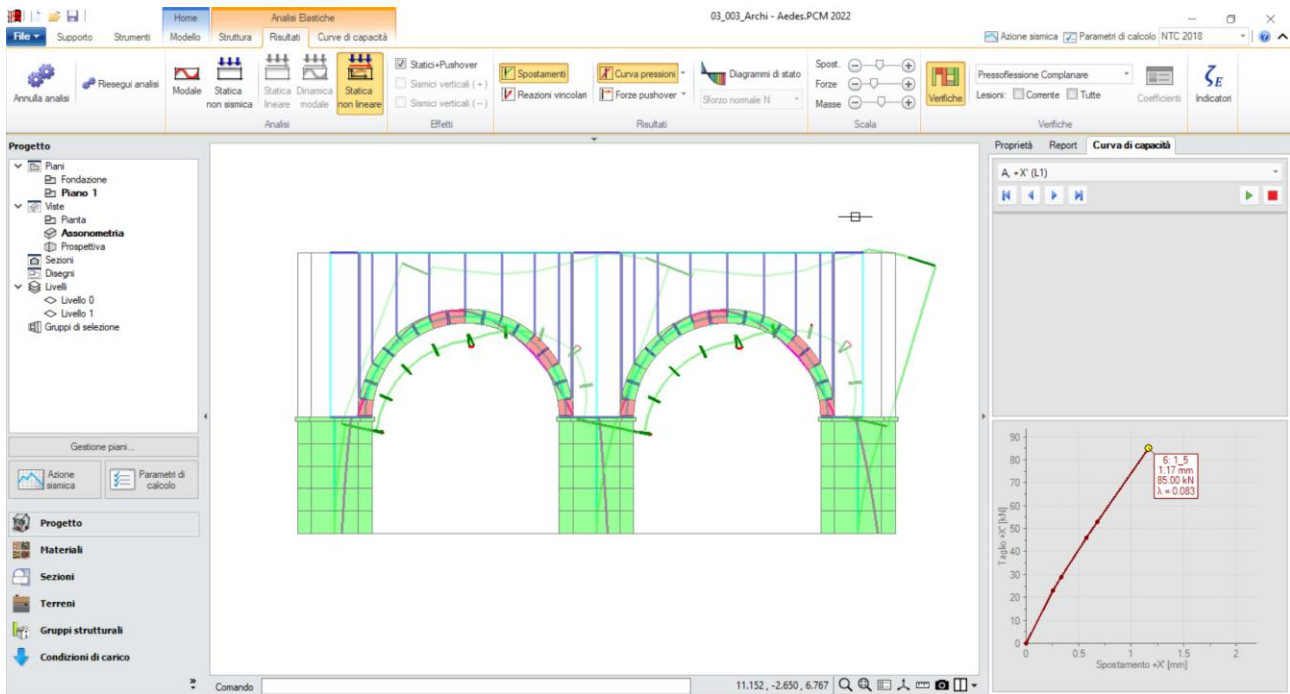 03_003_Archi - Aedes.PCM 2022
Home
Analisi Elastiche
File
Supporto
Strumenti
Modello
Struttura
Risultati
Curve di capacità
Azione sismica
Parametri di calcolo
NTC 2018
Annulla analisi
Riesegui analisi
Modale
Statica
non sismica
Statica
lineare
Dinamica
modale
Statica
non lineare
Analisi
Statici+Pushover
Sismici verticali (+)
Sismici verticali (−)
Effetti
Spostamenti
Reazioni vincolari
Curva pressioni
Forze pushover
Diagrammi di stato
Sforzo normale N
Risultati
Spost.
Forze
Masse
Scala
Verifiche
Pressoflessione Complanare
Lesioni:
Corrente
Tutte
Coefficienti
Verifiche
ζE
Indicatori
Progetto
Piani
Fondazione
Piano 1
Viste
Pianta
Assonometria
Prospettiva
Sezioni
Disegni
Livelli
Livello 0
Livello 1
Gruppi di selezione
Gestione piani...
Azione
sismica
Parametri di
calcolo
Progetto
Materiali
Sezioni
Terreni
Gruppi strutturali
Condizioni di carico
Comando
11.152 , -2.650 , 6.767
Proprietà
Report
Curva di capacità
A, +X' (L1)
90
80
70
60
50
40
30
20
10
0
Taglio +X' [kN]
6: 1_5
1.17 mm
85.00 kN
λ = 0.083
0
0.5
1
1.5
2
Spostamento +X' [mm]